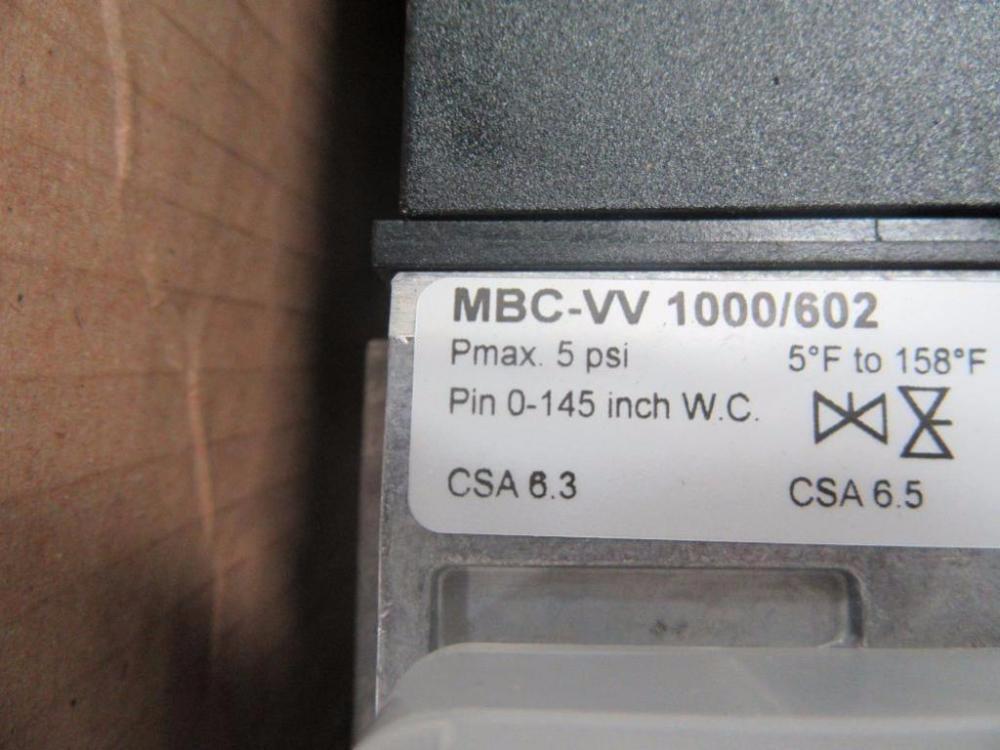 MBC-VV 1000/602
Pmax. 5 psi 5°F to 158°F
Pin 0-145 inch W.C.
CSA 6.3 CSA 6.5